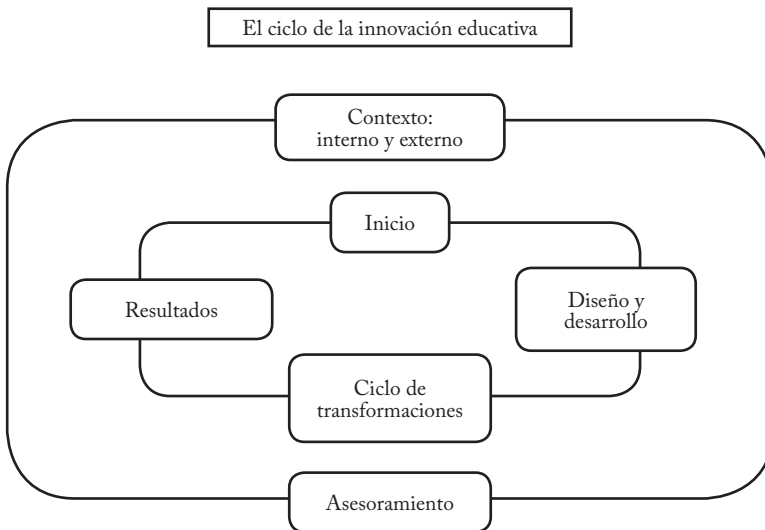 El ciclo de la innovación educativa
Contexto:
interno y externo
Inicio
Resultados
Diseño y
desarrollo
Ciclo de
transformaciones
Asesoramiento